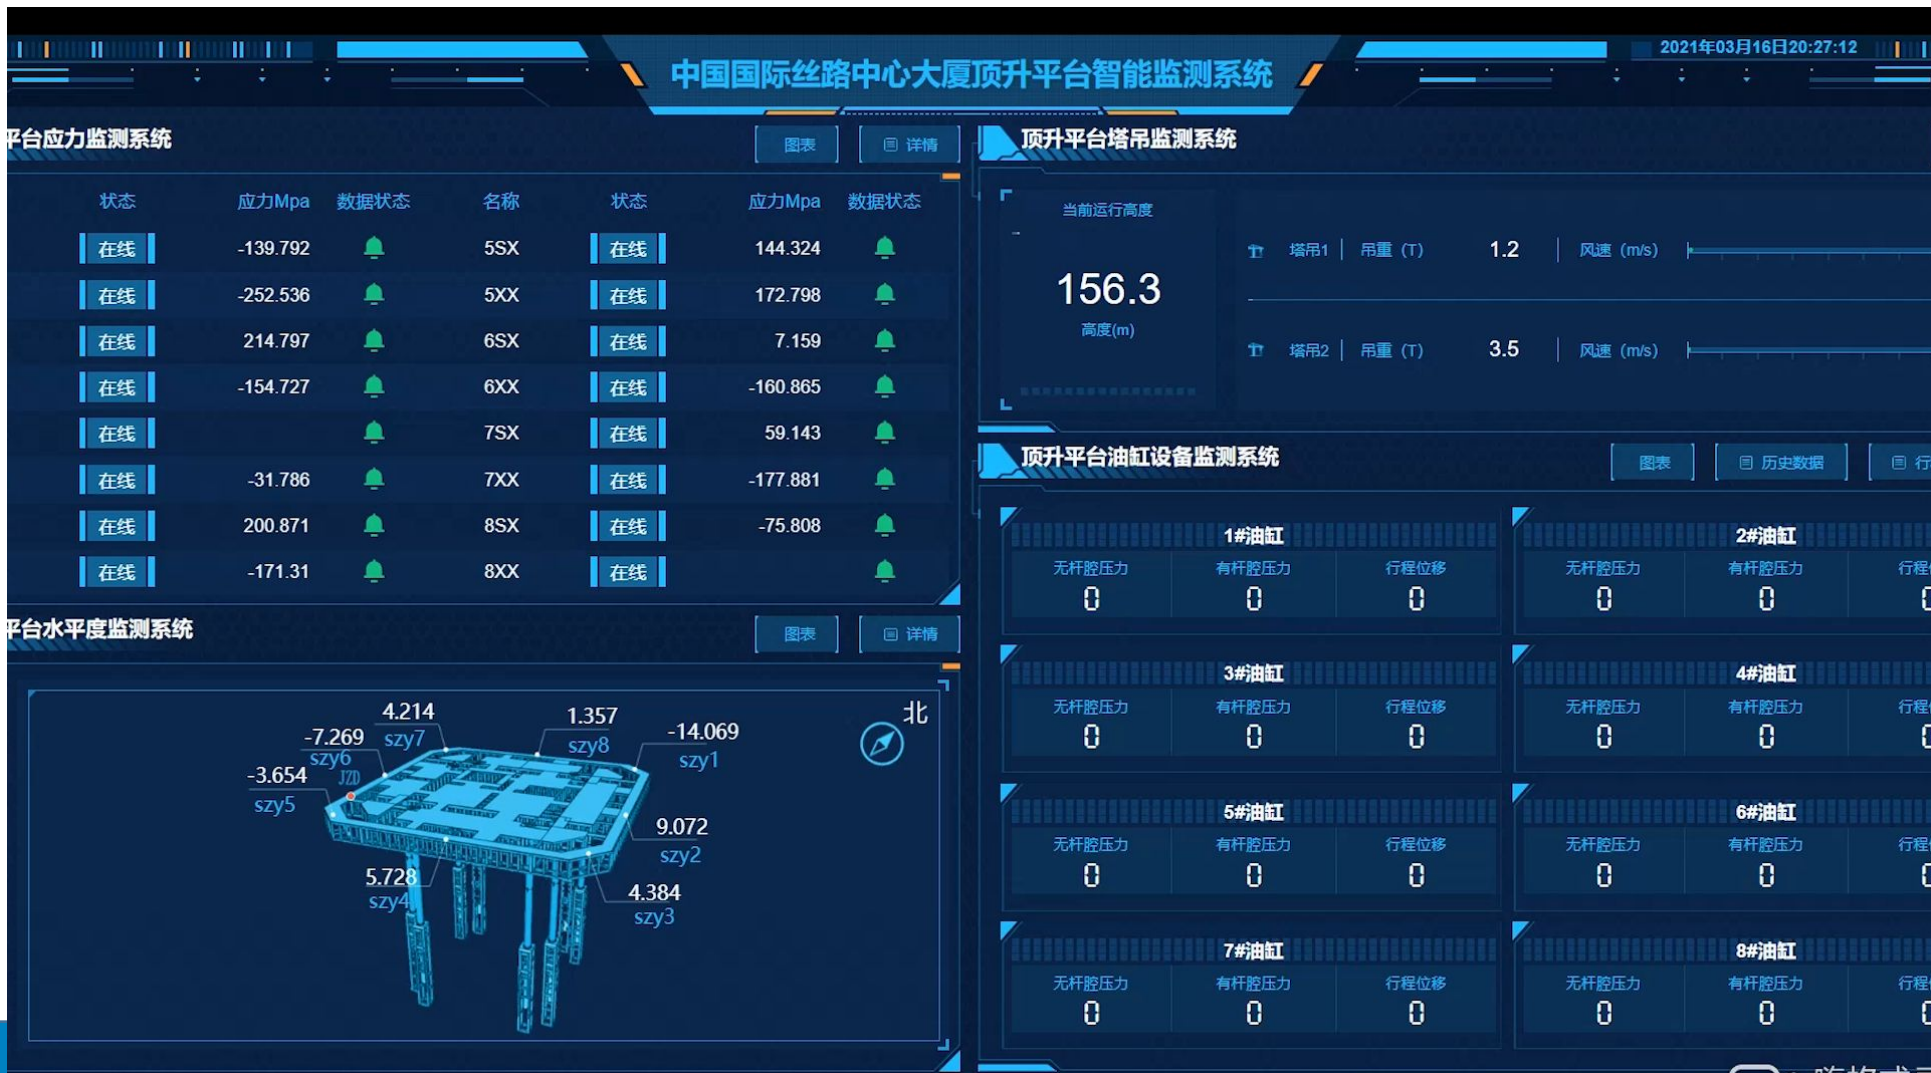 2021年03月16日20:27:12
中国国际丝路中心大厦顶升平台智能监测系统
平台应力监测系统
图表 详情
状态 应力Mpa 数据状态 名称 状态 应力Mpa 数据状态
在线 -139.792 5SX 在线 144.324
在线 -252.536 5XX 在线 172.798
在线 214.797 6SX 在线 7.159
在线 -154.727 6XX 在线 -160.865
在线 7SX 在线 59.143
在线 -31.786 7XX 在线 -177.881
在线 200.871 8SX 在线 -75.808
在线 -171.31 8XX 在线
平台水平度监测系统
图表 详情
北
4.214
szy7
1.357
szy8
-14.069
szy1
-7.269
szy6
-3.654
JZD
szy5
9.072
szy2
5.728
szy4
4.384
szy3
顶升平台塔吊监测系统
当前运行高度
156.3
高度(m)
塔吊1 吊重 (T) 1.2 风速 (m/s)
塔吊2 吊重 (T) 3.5 风速 (m/s)
顶升平台油缸设备监测系统
图表 历史数据 行
1#油缸 2#油缸
无杆腔压力 有杆腔压力 行程位移 无杆腔压力 有杆腔压力 行程
0 0 0 0 0 0
3#油缸 4#油缸
无杆腔压力 有杆腔压力 行程位移 无杆腔压力 有杆腔压力 行程
0 0 0 0 0 0
5#油缸 6#油缸
无杆腔压力 有杆腔压力 行程位移 无杆腔压力 有杆腔压力 行程
0 0 0 0 0 0
7#油缸 8#油缸
无杆腔压力 有杆腔压力 行程位移 无杆腔压力 有杆腔压力 行程
0 0 0 0 0 0